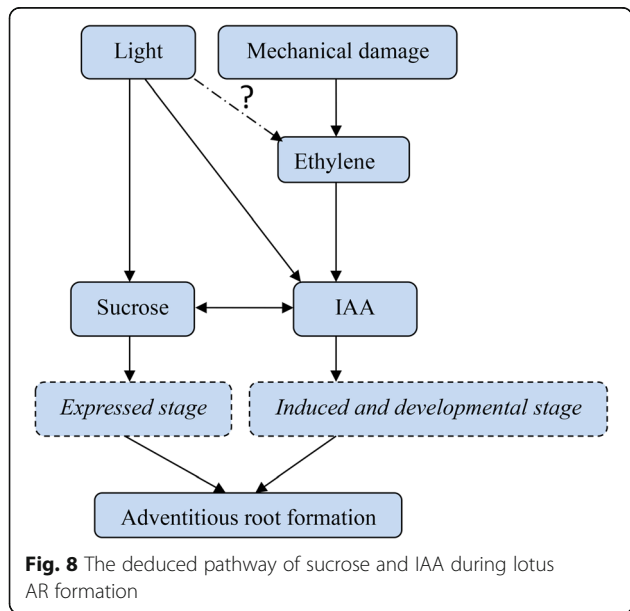 Light
Mechanical damage
?
Ethylene
Sucrose
IAA
Expressed stage
Induced and developmental stage
Adventitious root formation
Fig. 8 The deduced pathway of sucrose and IAA during lotus
AR formation